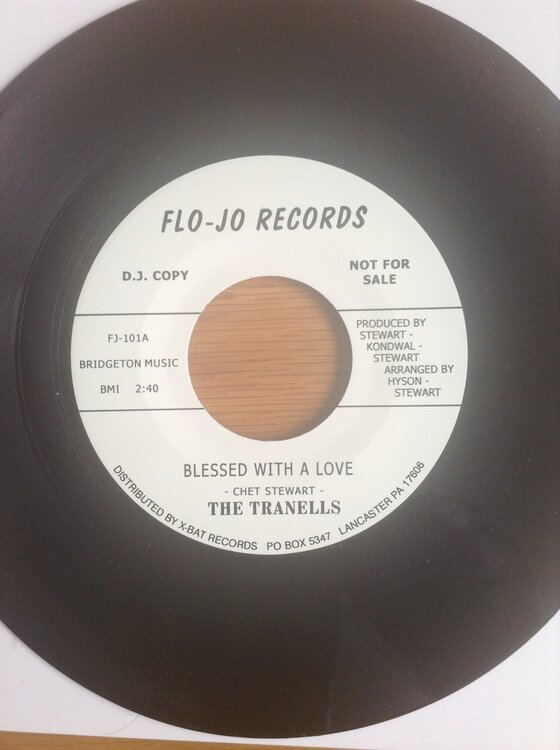 FLO-JO RECORDS
D.J. COPY
NOT FOR
SALE
FJ-101A
BRIDGETON MUSIC
BMI 2:40
PRODUCED BY
STEWART -
KONDWAL -
STEWART
ARRANGED BY
HYSON -
STEWART
BLESSED WITH A LOVE
- CHET STEWART -
THE TRANELLS
DISTRIBUTED BY X-BAT RECORDS PO BOX 5347 LANCASTER PA 17606